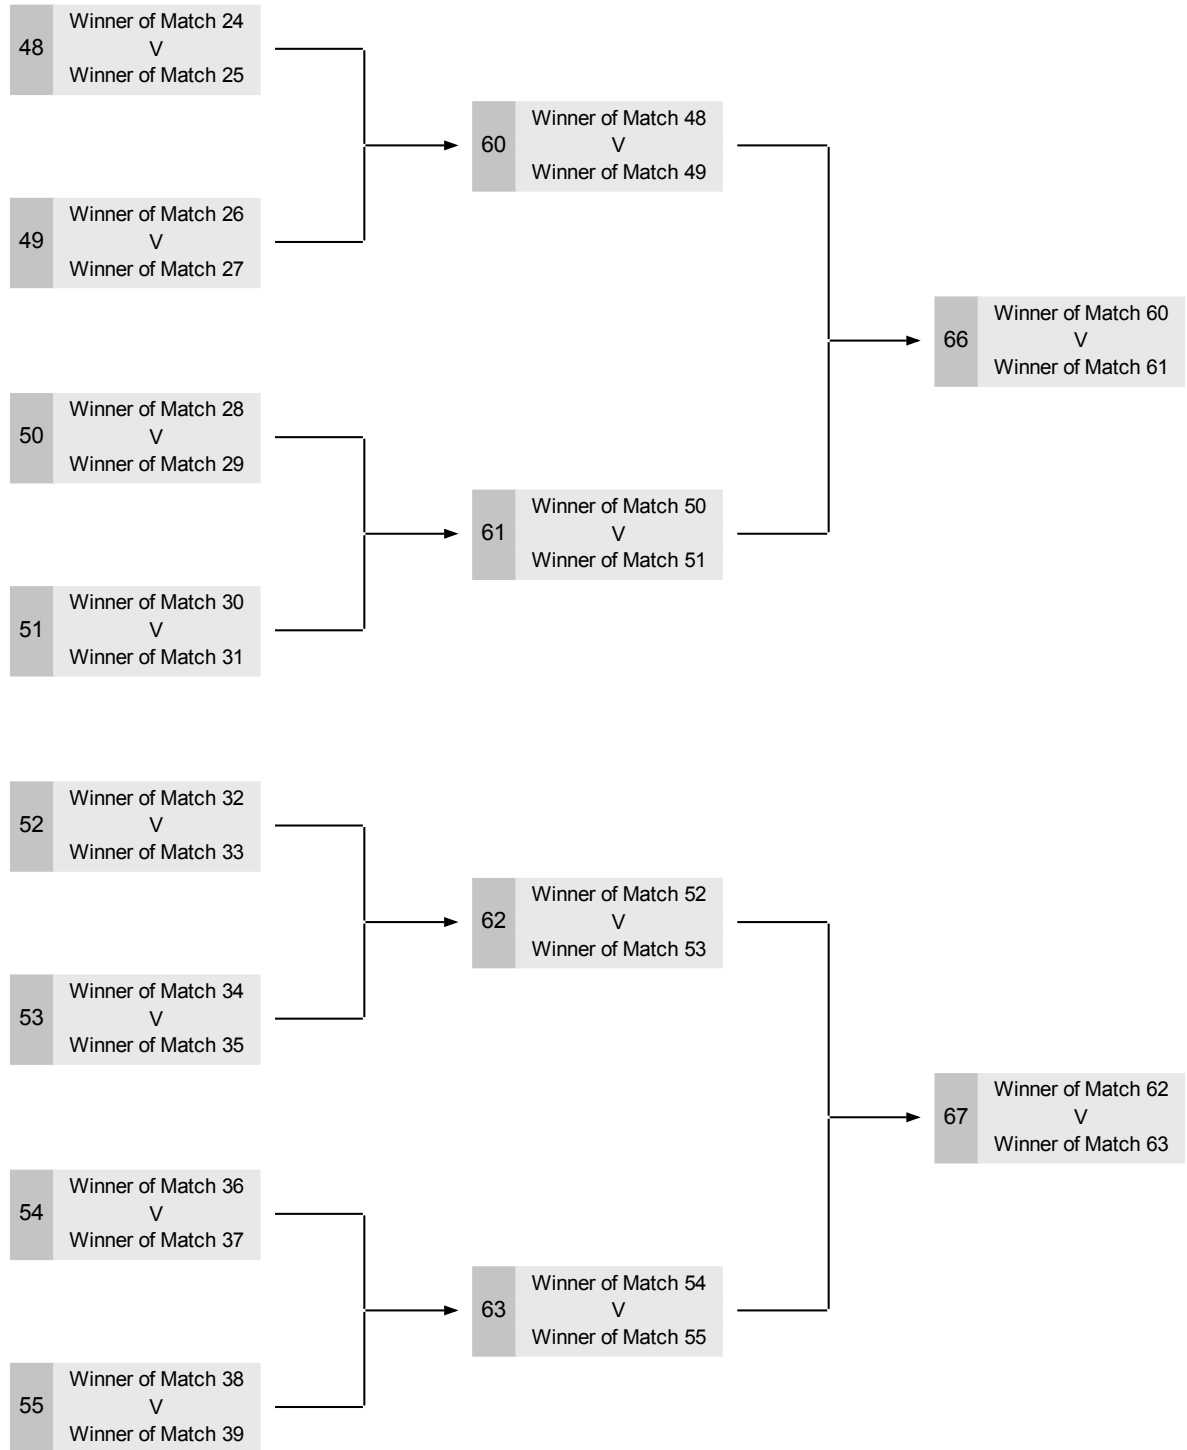 48
Winner of Match 24
V
Winner of Match 25
60
Winner of Match 48
V
Winner of Match 49
49
Winner of Match 26
V
Winner of Match 27
66
Winner of Match 60
V
Winner of Match 61
50
Winner of Match 28
V
Winner of Match 29
61
Winner of Match 50
V
Winner of Match 51
51
Winner of Match 30
V
Winner of Match 31
52
Winner of Match 32
V
Winner of Match 33
62
Winner of Match 52
V
Winner of Match 53
53
Winner of Match 34
V
Winner of Match 35
67
Winner of Match 62
V
Winner of Match 63
54
Winner of Match 36
V
Winner of Match 37
63
Winner of Match 54
V
Winner of Match 55
55
Winner of Match 38
V
Winner of Match 39